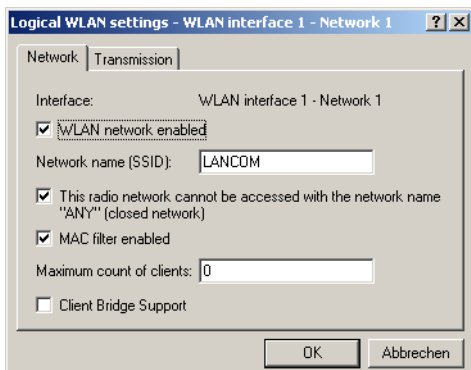 Logical WLAN settings - WLAN interface 1 - Network 1
Network Transmission
Interface: WLAN interface 1 - Network 1
WLAN network enabled
Network name (SSID): LANCOM
This radio network cannot be accessed with the network name
"ANY" (closed network)
MAC filter enabled
Maximum count of clients: 0
Client Bridge Support
OK Abbrechen